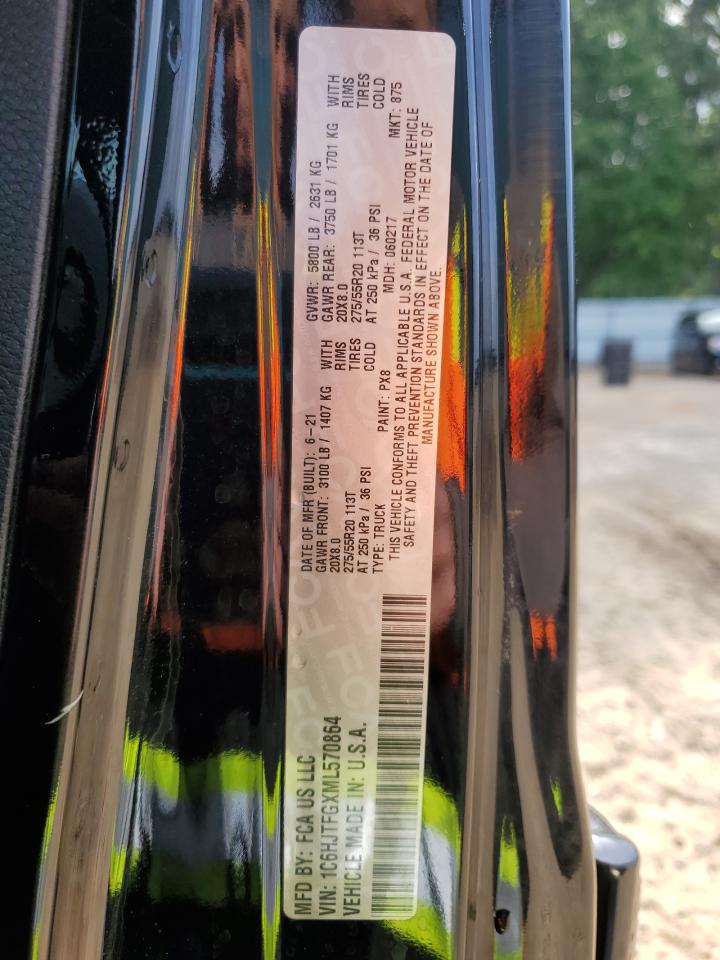 MFD BY: FCA US LLC
VIN: 1C6HJTFGXML570864
VEHICLE MADE IN: U.S.A.
DATE OF MFR (BUILT): 6-21 GVWR: 5800 LB / 2631 KG
GAWR FRONT: 3100 LB / 1407 KG WITH GAWR REAR: 3750 LB / 1701 KG WITH
20X8.0 RIMS 20X8.0 RIMS
275/55R20 113T TIRES 275/55R20 113T TIRES
AT 250 kPa / 36 PSI COLD AT 250 kPa / 36 PSI COLD
TYPE: TRUCK PAINT: PX8 MDH: 060217 MKT: 875
THIS VEHICLE CONFORMS TO ALL APPLICABLE U.S.A. FEDERAL MOTOR VEHICLE
SAFETY AND THEFT PREVENTION STANDARDS IN EFFECT ON THE DATE OF
MANUFACTURE SHOWN ABOVE.